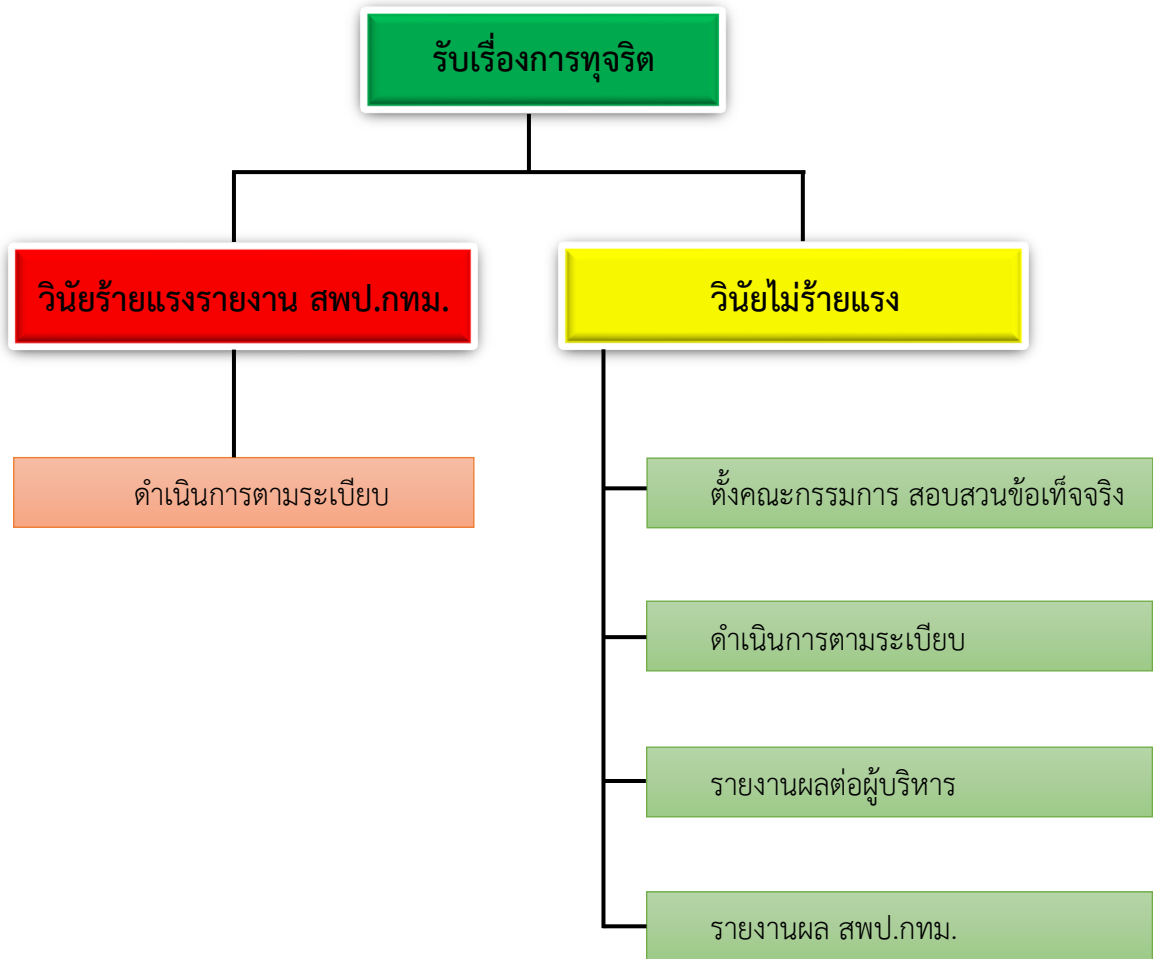 รับเรื่องการทุจริต
วินัยร้ายแรงรายงาน สพป.กทม.
วินัยไม่ร้ายแรง
ดำเนินการตามระเบียบ
ตั้งคณะกรรมการ สอบสวนข้อเท็จจริง
ดำเนินการตามระเบียบ
รายงานผลต่อผู้บริหาร
รายงานผล สพป.กทม.